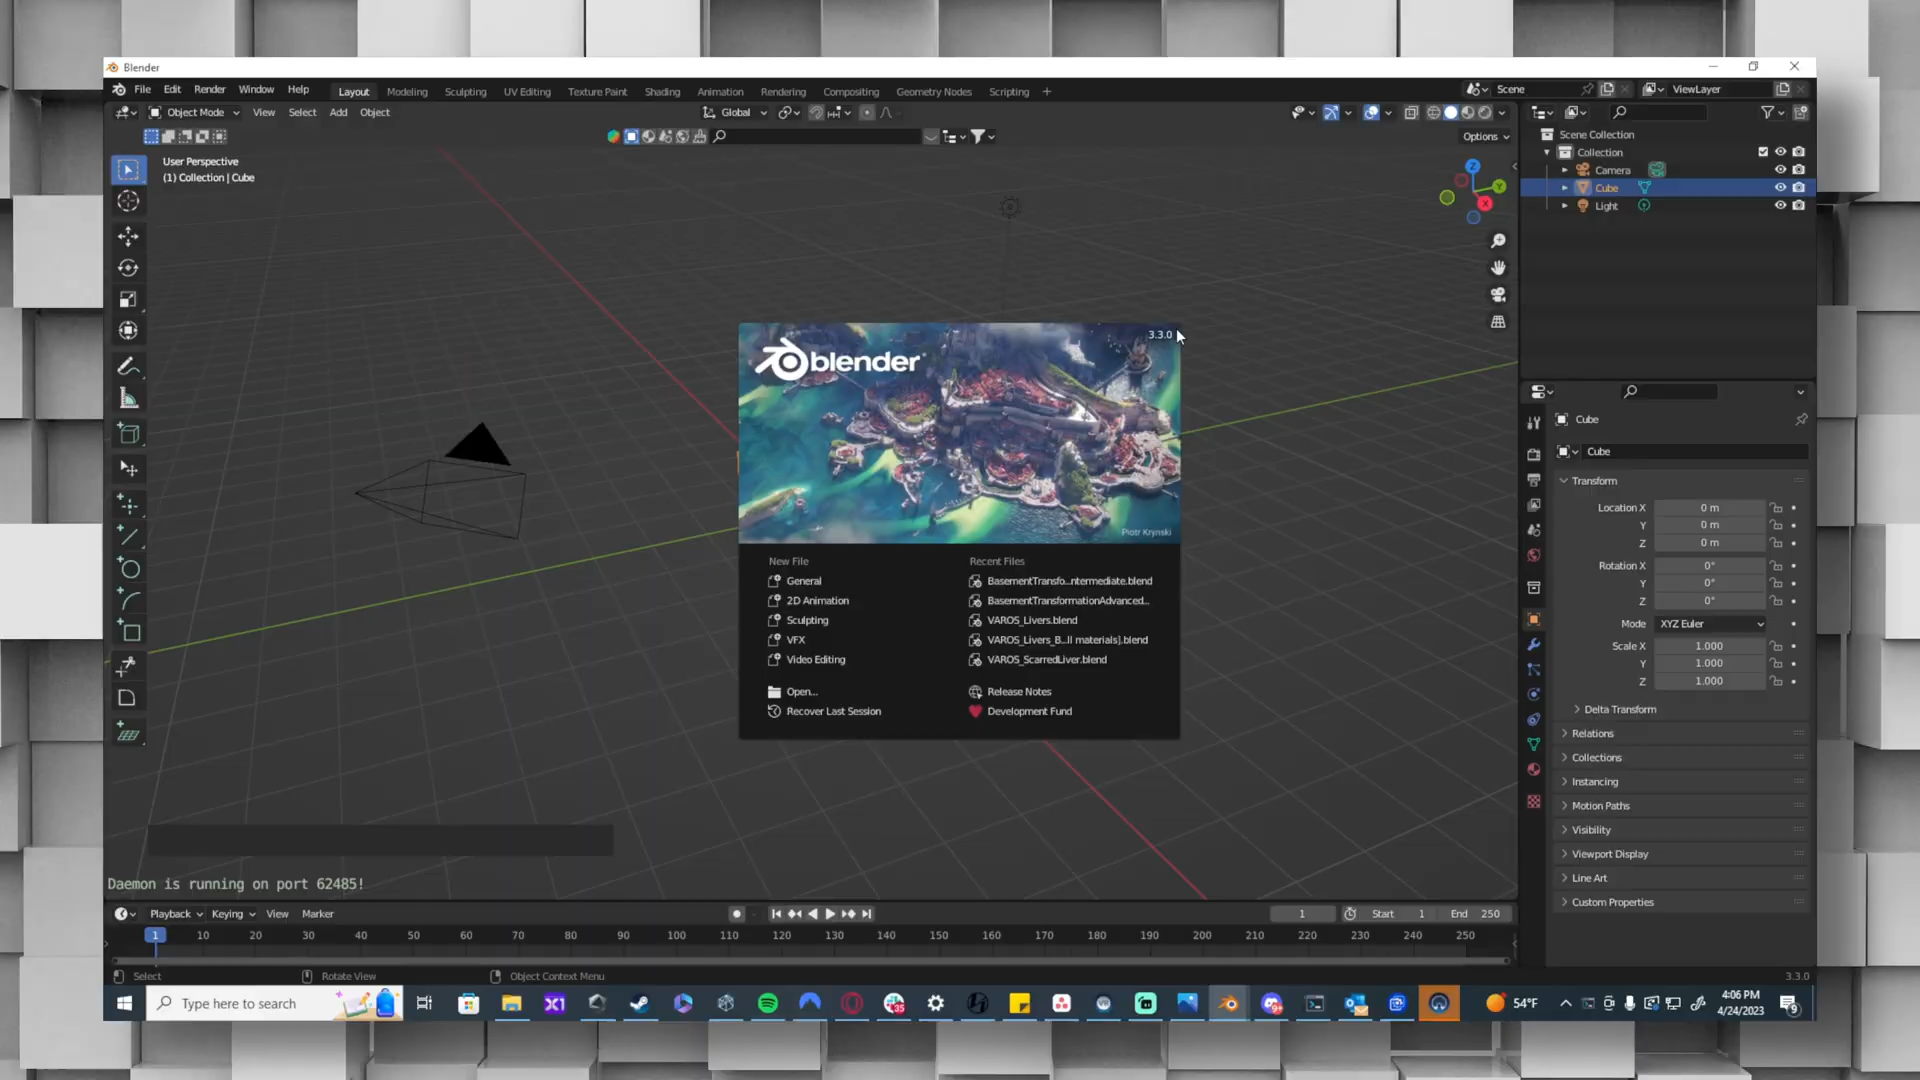 Blender
File Edit Render Window Help
Layout Modeling Sculpting UV Editing Texture Paint Shading Animation Rendering Compositing Geometry Nodes Scripting +
Scene
ViewLayer
Object Mode View Select Add Object
Global
Options
User Perspective
(1) Collection | Cube
Z
Y
X
Scene Collection
Collection
Camera
Cube
Light
3.3.0
blender
Piotr Krynski
New File
General
2D Animation
Sculpting
VFX
Video Editing
Open...
Recover Last Session
Recent Files
BasementTransfo...ntermediate.blend
BasementTransformationAdvanced...
VAROS_Livers.blend
VAROS_Livers_B...ll materials].blend
VAROS_ScarredLiver.blend
Release Notes
Development Fund
Cube
Cube
Transform
Location X 0 m
Y 0 m
Z 0 m
Rotation X 0°
Y 0°
Z 0°
Mode XYZ Euler
Scale X 1.000
Y 1.000
Z 1.000
Delta Transform
Relations
Collections
Instancing
Motion Paths
Visibility
Viewport Display
Line Art
Custom Properties
Daemon is running on port 62485!
Playback Keying View Marker
1 Start 1 End 250
1 10 20 30 40 50 60 70 80 90 100 110 120 130 140 150 160 170 180 190 200 210 220 230 240 250
Select Rotate View Object Context Menu 3.3.0
Type here to search
X1
35
9+
54°F
4:06 PM
4/24/2023
9